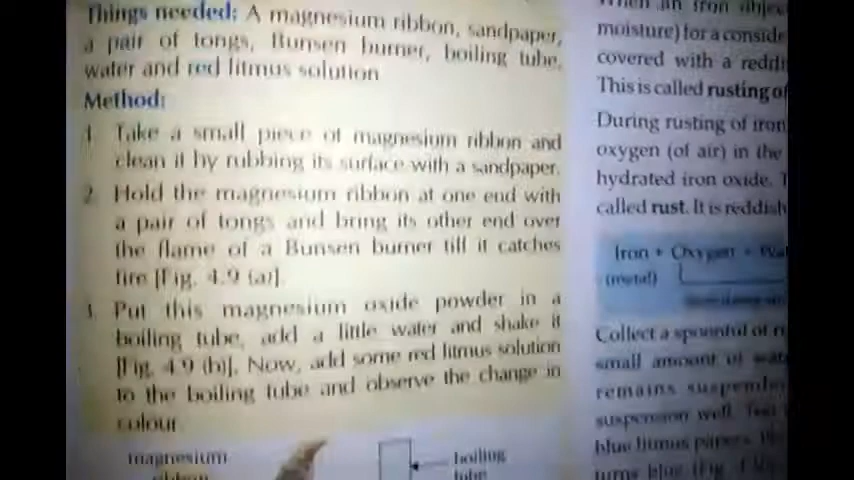 Things needed: A magnesium ribbon, sandpaper,
a pair of tongs, Bunsen burner, boiling tube,
water and red litmus solution
Method:
1. Take a small piece of magnesium ribbon and
clean it by rubbing its surface with a sandpaper.
2. Hold the magnesium ribbon at one end with
a pair of tongs and bring its other end over
the flame of a Bunsen burner till it catches
fire [Fig. 4.9 (a)].
3. Put this magnesium oxide powder in a
boiling tube, add a little water and shake it
[Fig. 4.9 (b)]. Now, add some red litmus solution
to the boiling tube and observe the change in
colour.
magnesium
ribbon
boiling
tube
When an iron
moisture) for a
covered with a
This is called rusting
During rusting of iron
oxygen (of air) in the
hydrated iron oxide.
called rust. It is
Iron + Oxygen +
(metal)
Collect a spoonful of
small amount of
remains
suspension well.
blue litmus papers.
turns blue